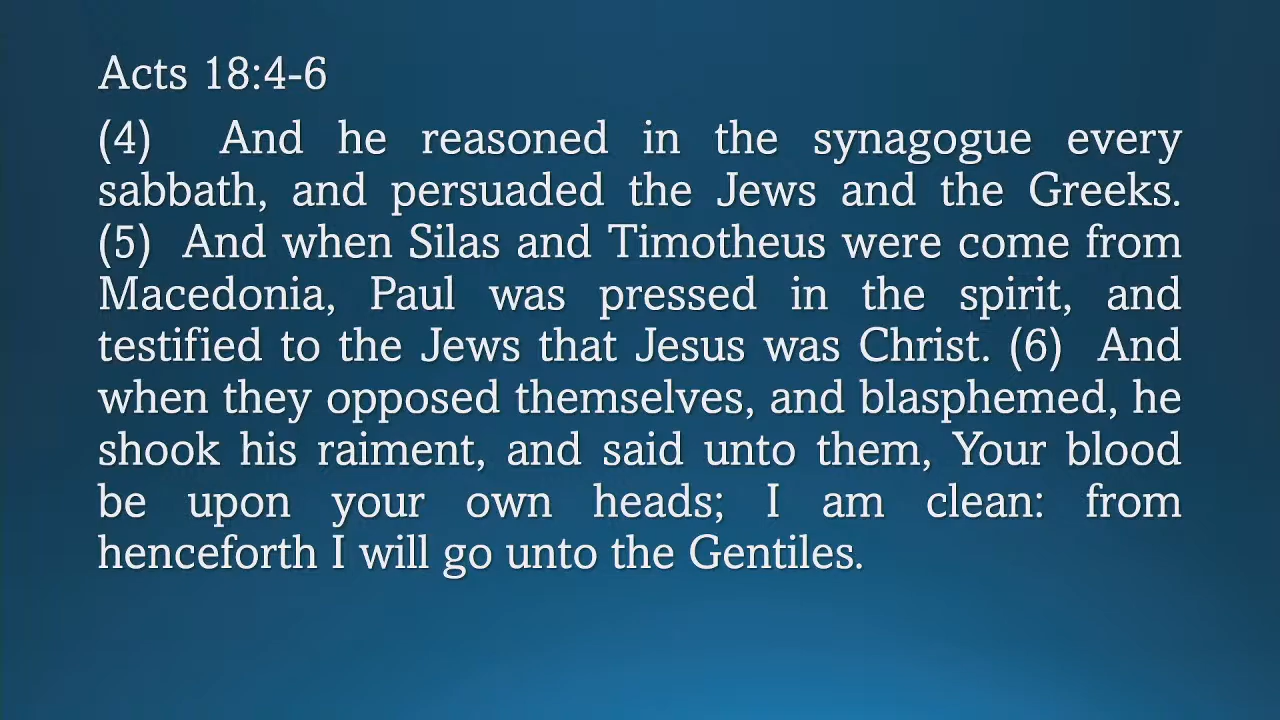 Acts 18:4-6
(4) And he reasoned in the synagogue every
sabbath, and persuaded the Jews and the Greeks.
(5) And when Silas and Timotheus were come from
Macedonia, Paul was pressed in the spirit, and
testified to the Jews that Jesus was Christ. (6) And
when they opposed themselves, and blasphemed, he
shook his raiment, and said unto them, Your blood
be upon your own heads; I am clean: from
henceforth I will go unto the Gentiles.